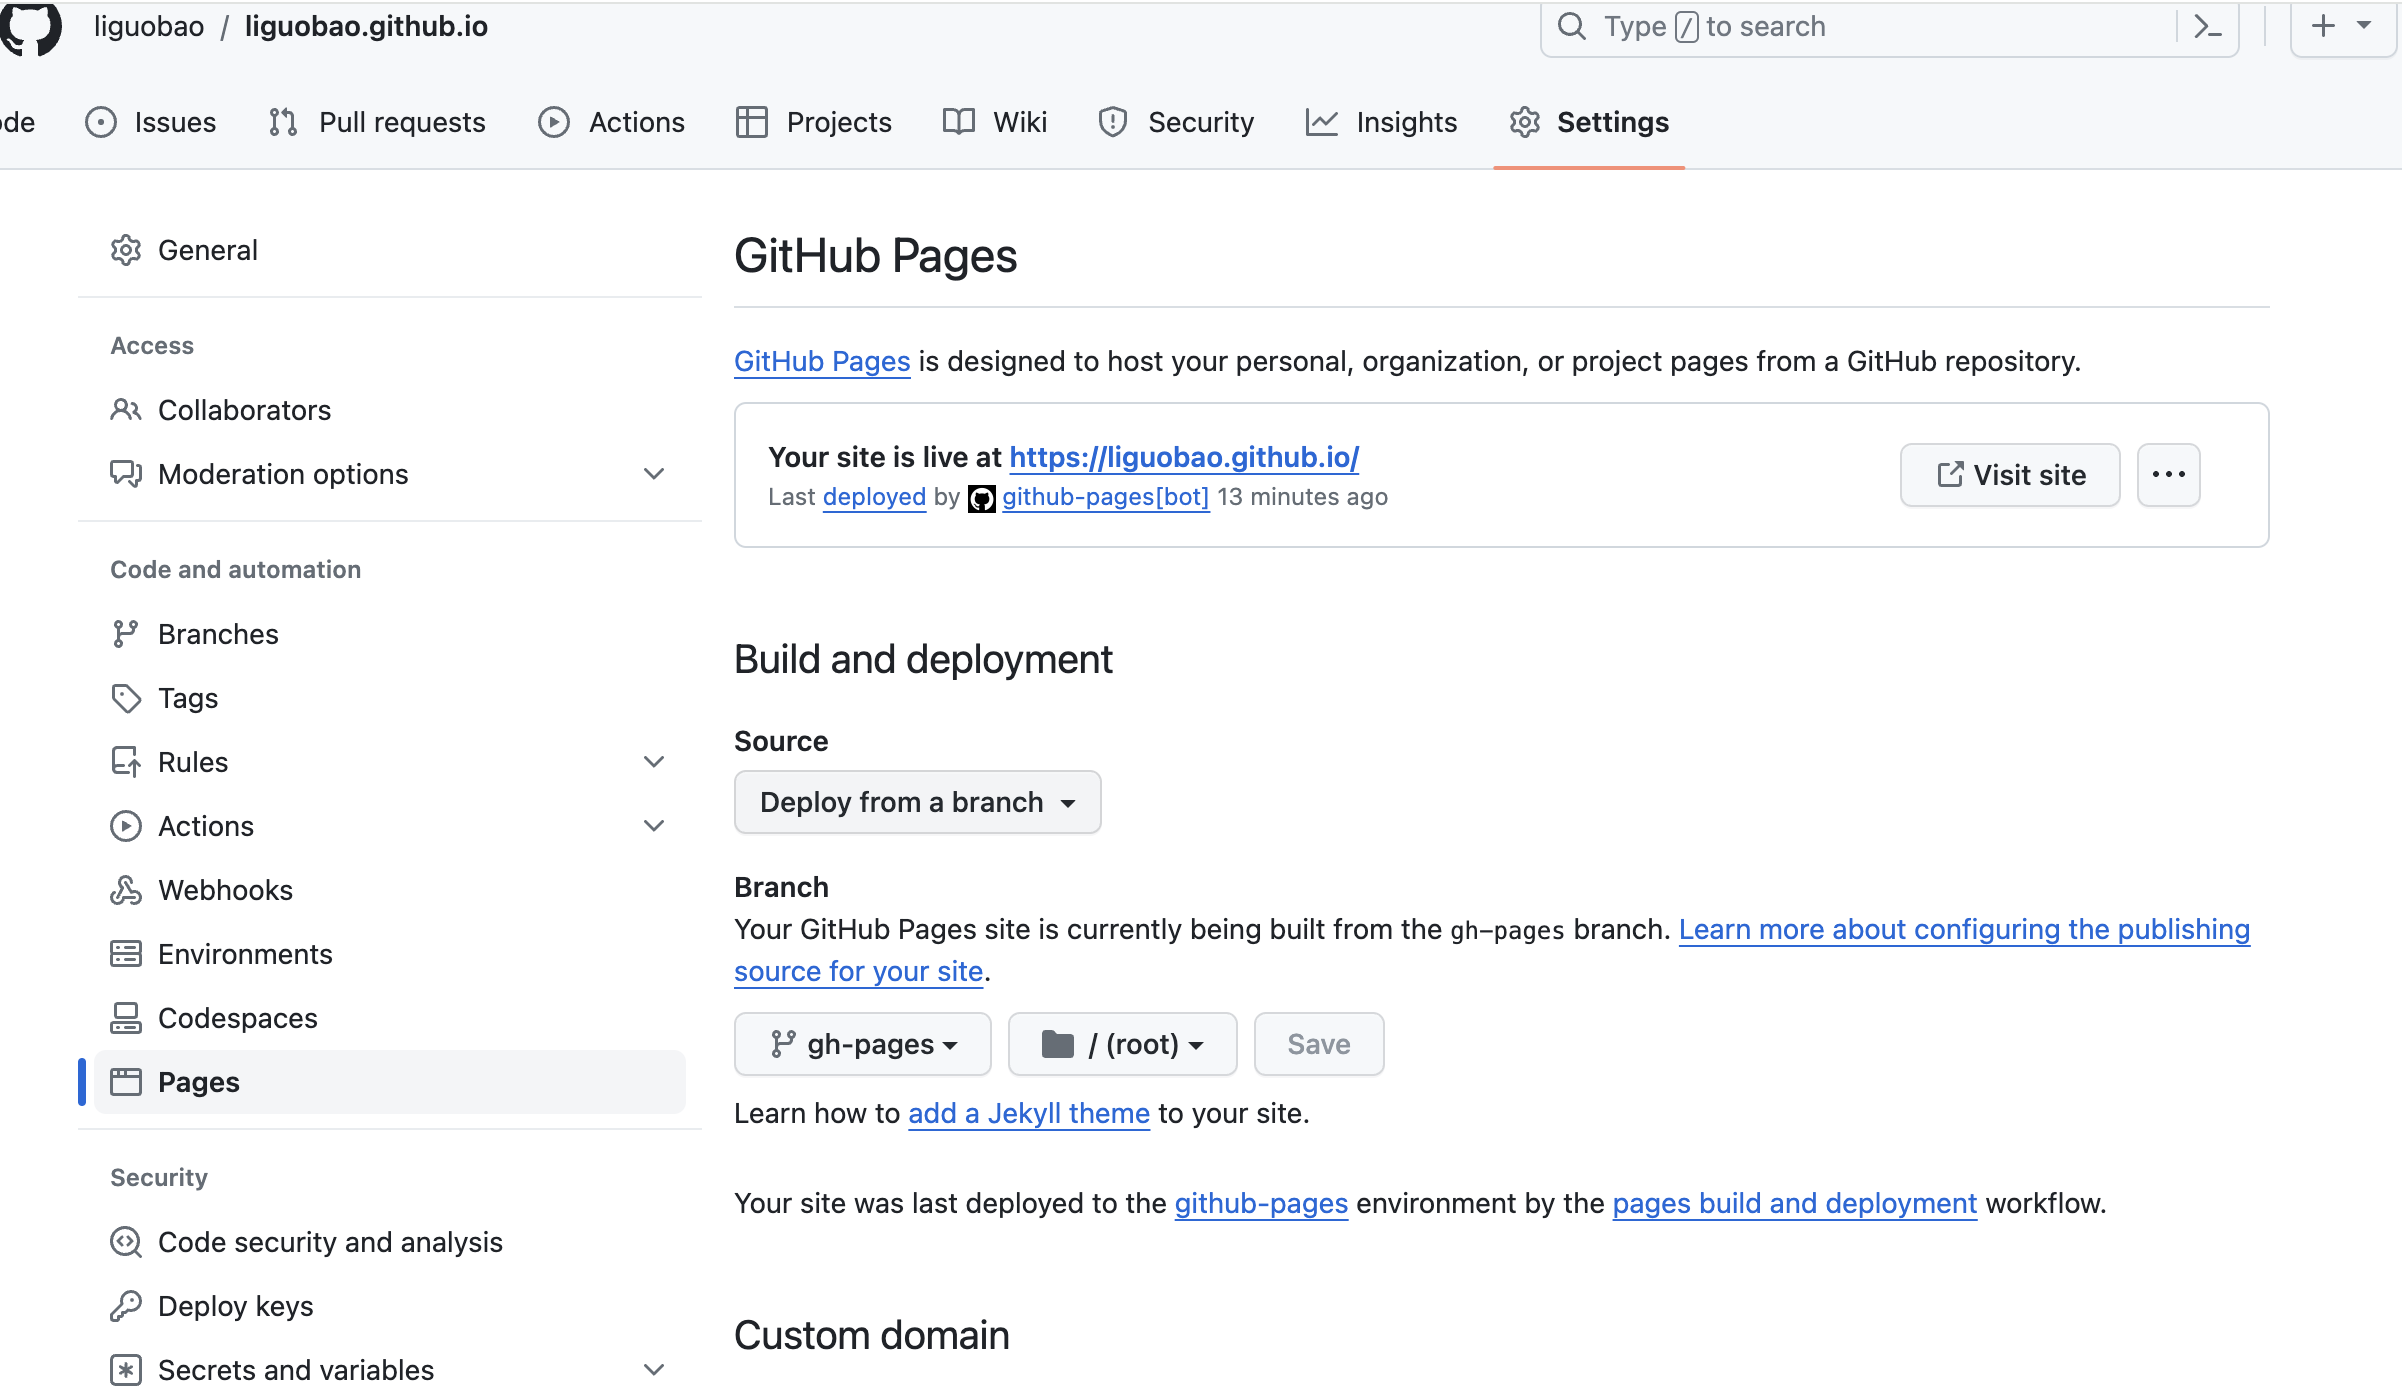 liguobao / liguobao.github.io
Type / to search
de
Issues
Pull requests
Actions
Projects
Wiki
Security
Insights
Settings
General
Access
Collaborators
Moderation options
Code and automation
Branches
Tags
Rules
Actions
Webhooks
Environments
Codespaces
Pages
Security
Code security and analysis
Deploy keys
Secrets and variables
GitHub Pages
GitHub Pages is designed to host your personal, organization, or project pages from a GitHub repository.
Your site is live at https://liguobao.github.io/
Last deployed by github-pages[bot] 13 minutes ago
Visit site
Build and deployment
Source
Deploy from a branch
Branch
Your GitHub Pages site is currently being built from the gh-pages branch. Learn more about configuring the publishing
source for your site.
gh-pages
/ (root)
Save
Learn how to add a Jekyll theme to your site.
Your site was last deployed to the github-pages environment by the pages build and deployment workflow.
Custom domain